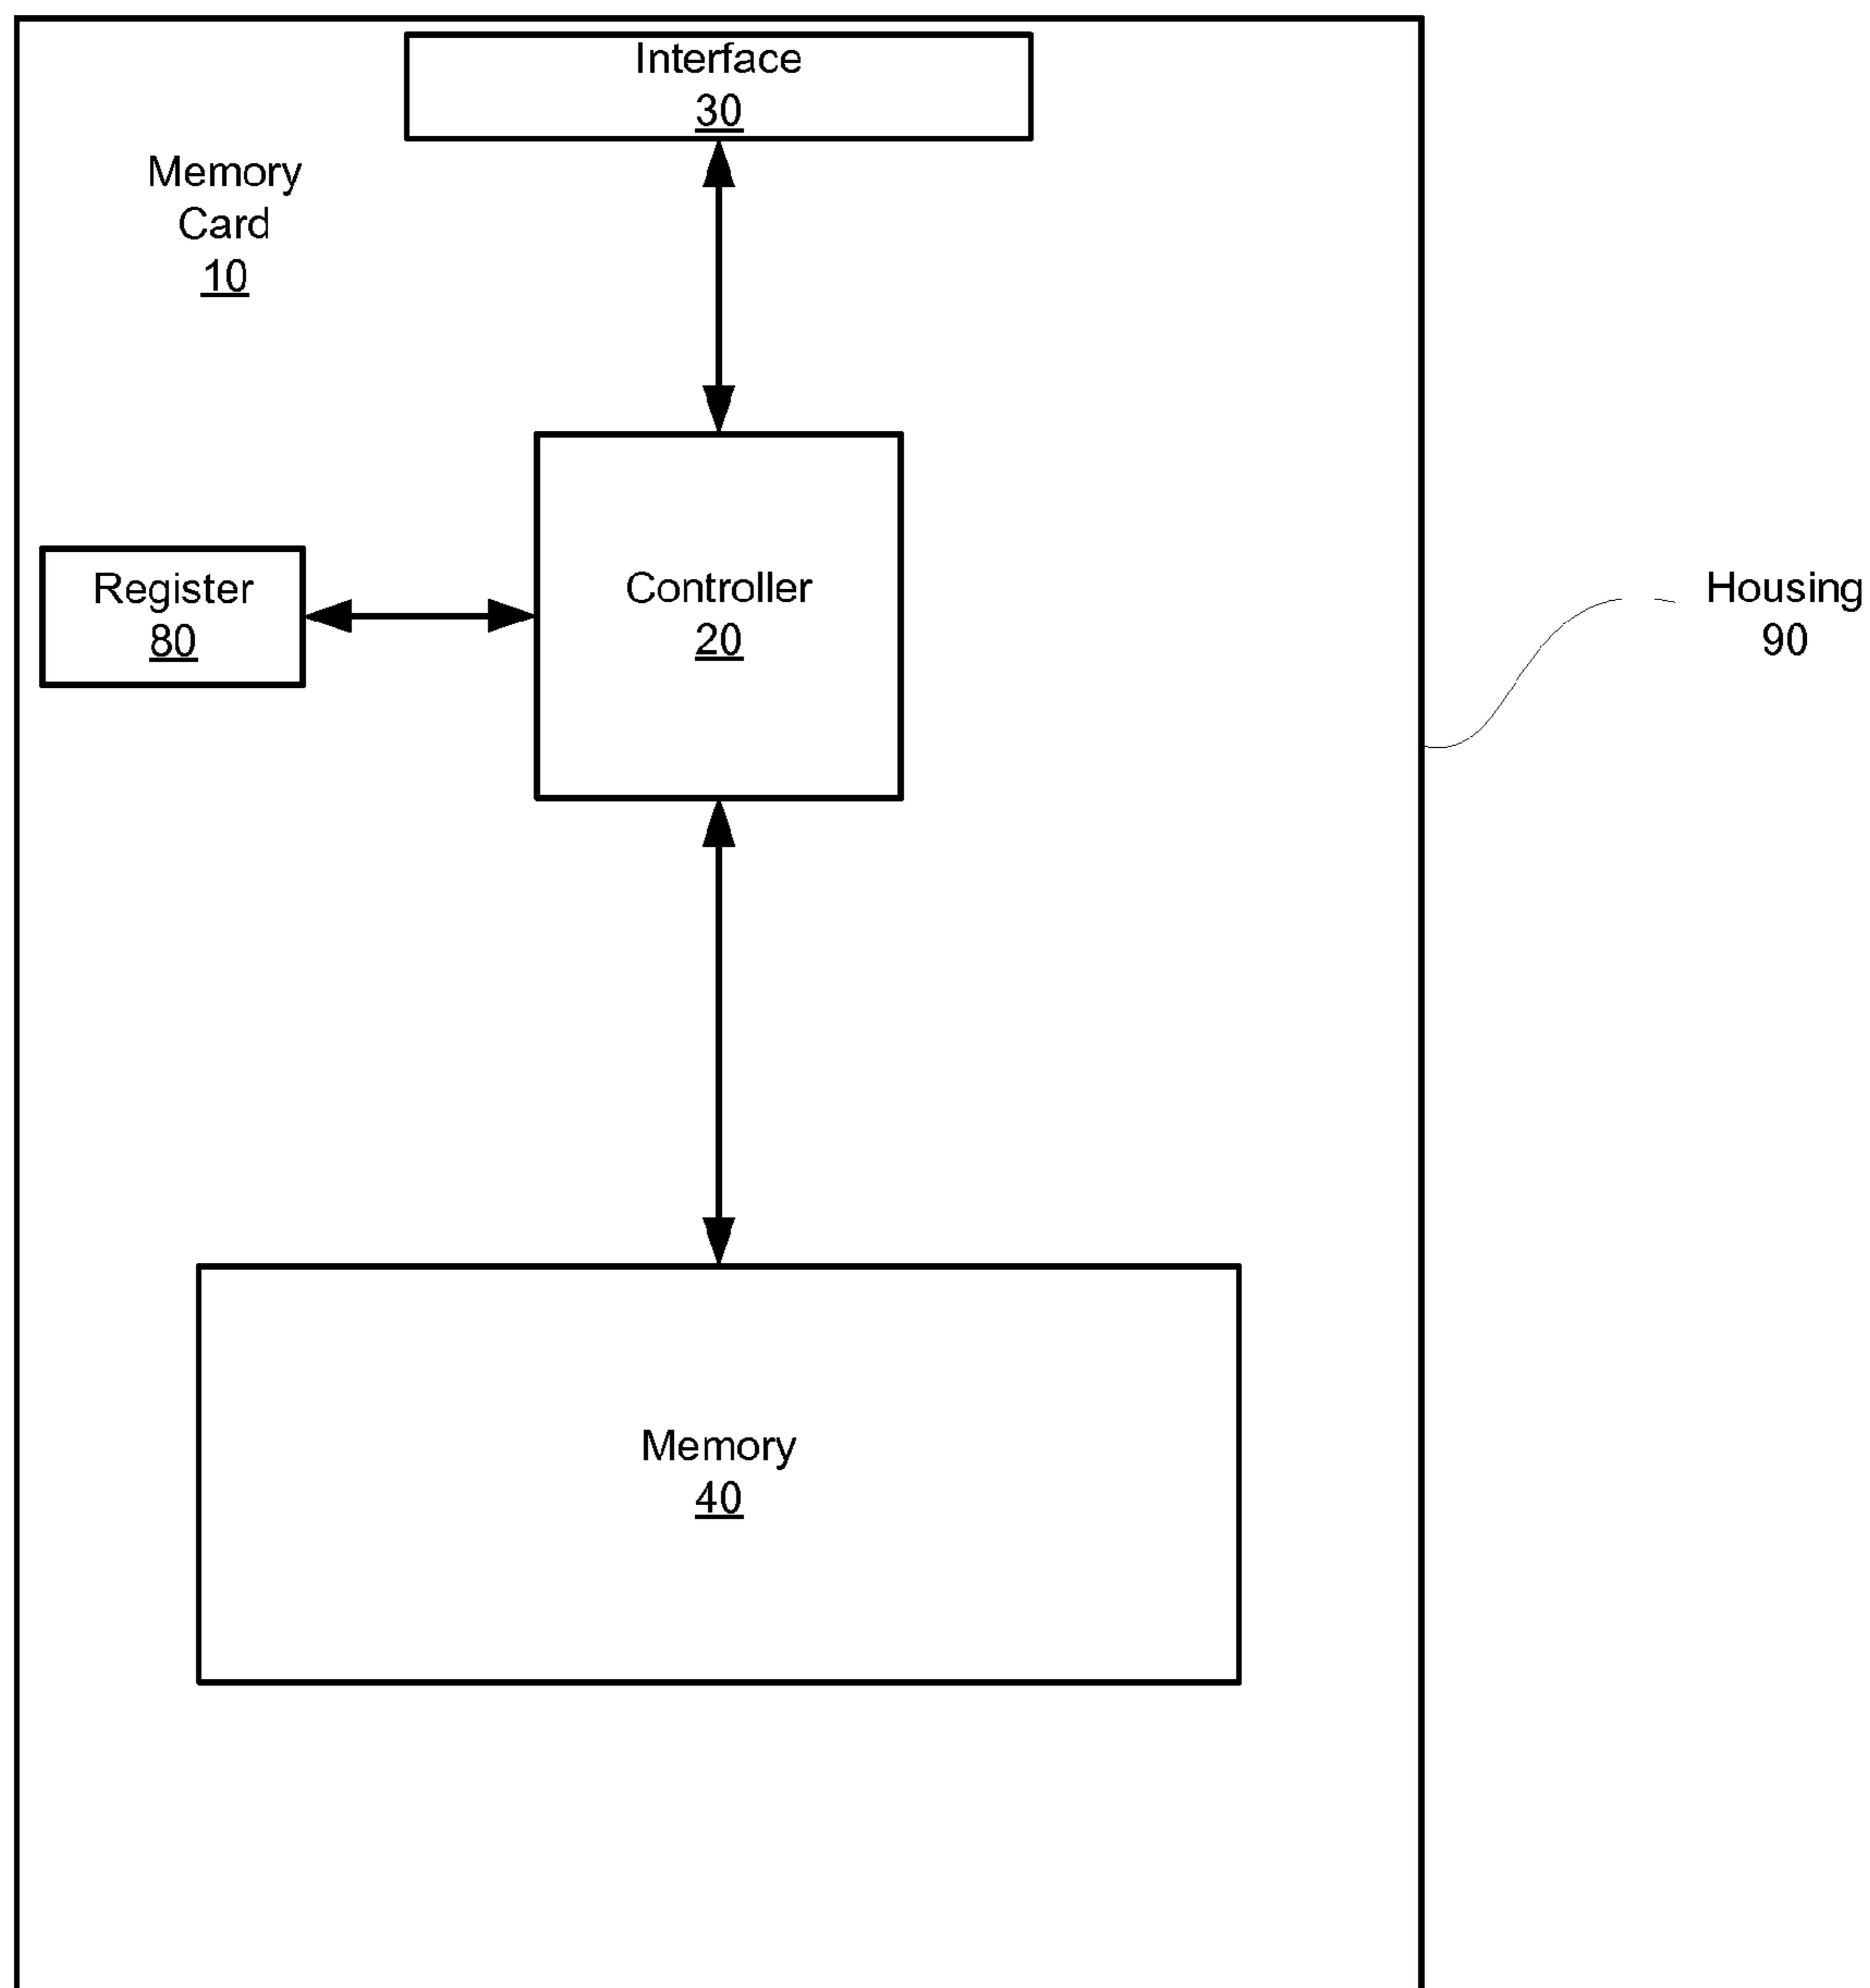 Interface
30
Memory
Card
10
Register
80
Controller
20
Housing
90
Memory
40